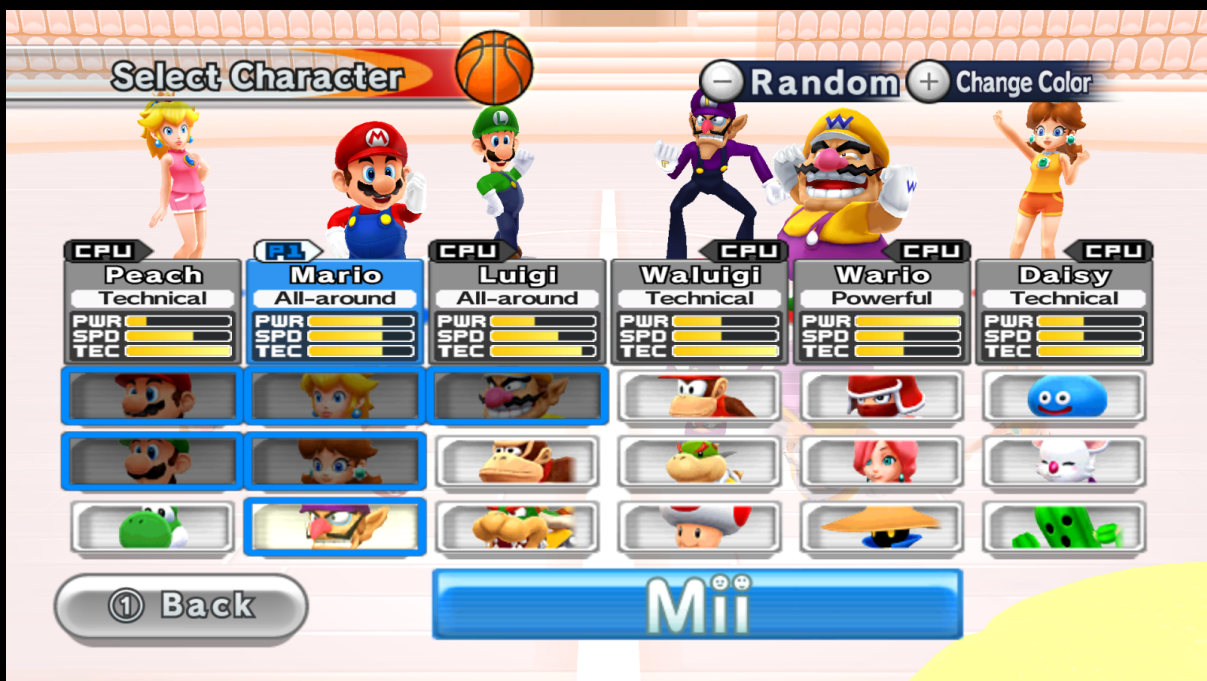 Select Character
− Random + Change Color
M
L
W
W
CPU
P1
CPU
CPU
CPU
CPU
Peach
Mario
Luigi
Waluigi
Wario
Daisy
Technical
All-around
All-around
Technical
Powerful
Technical
PWR
SPD
TEC
PWR
SPD
TEC
PWR
SPD
TEC
PWR
SPD
TEC
PWR
SPD
TEC
PWR
SPD
TEC
1 Back
Mii